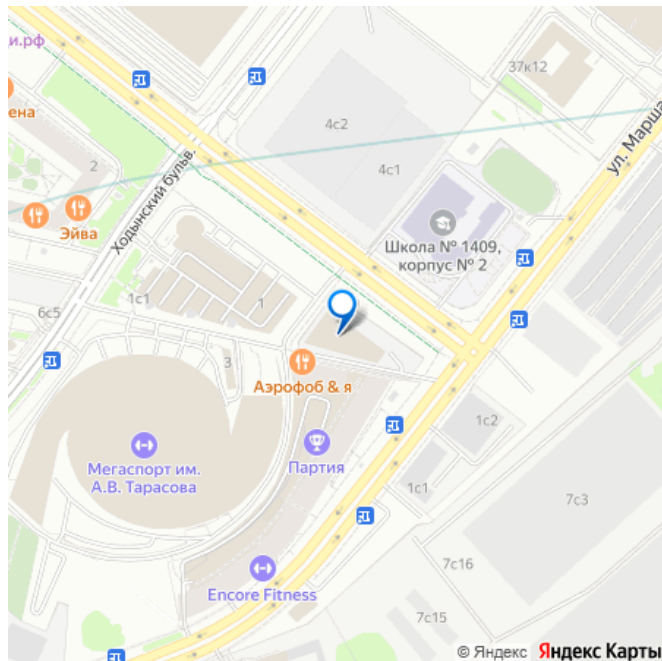 и.рф
ена
37к12
ул. Марша
4с2
4с1
2
Ходынский бульв.
Эйва
Школа № 1409,
корпус № 2
1с1
1
6с5
3
Аэрофоб & я
1с2
Мегаспорт им.
А.В. Тарасова
Партия
1с1
7с3
7с16
Encore Fitness
7с15
© Яндекс Яндекс Карты